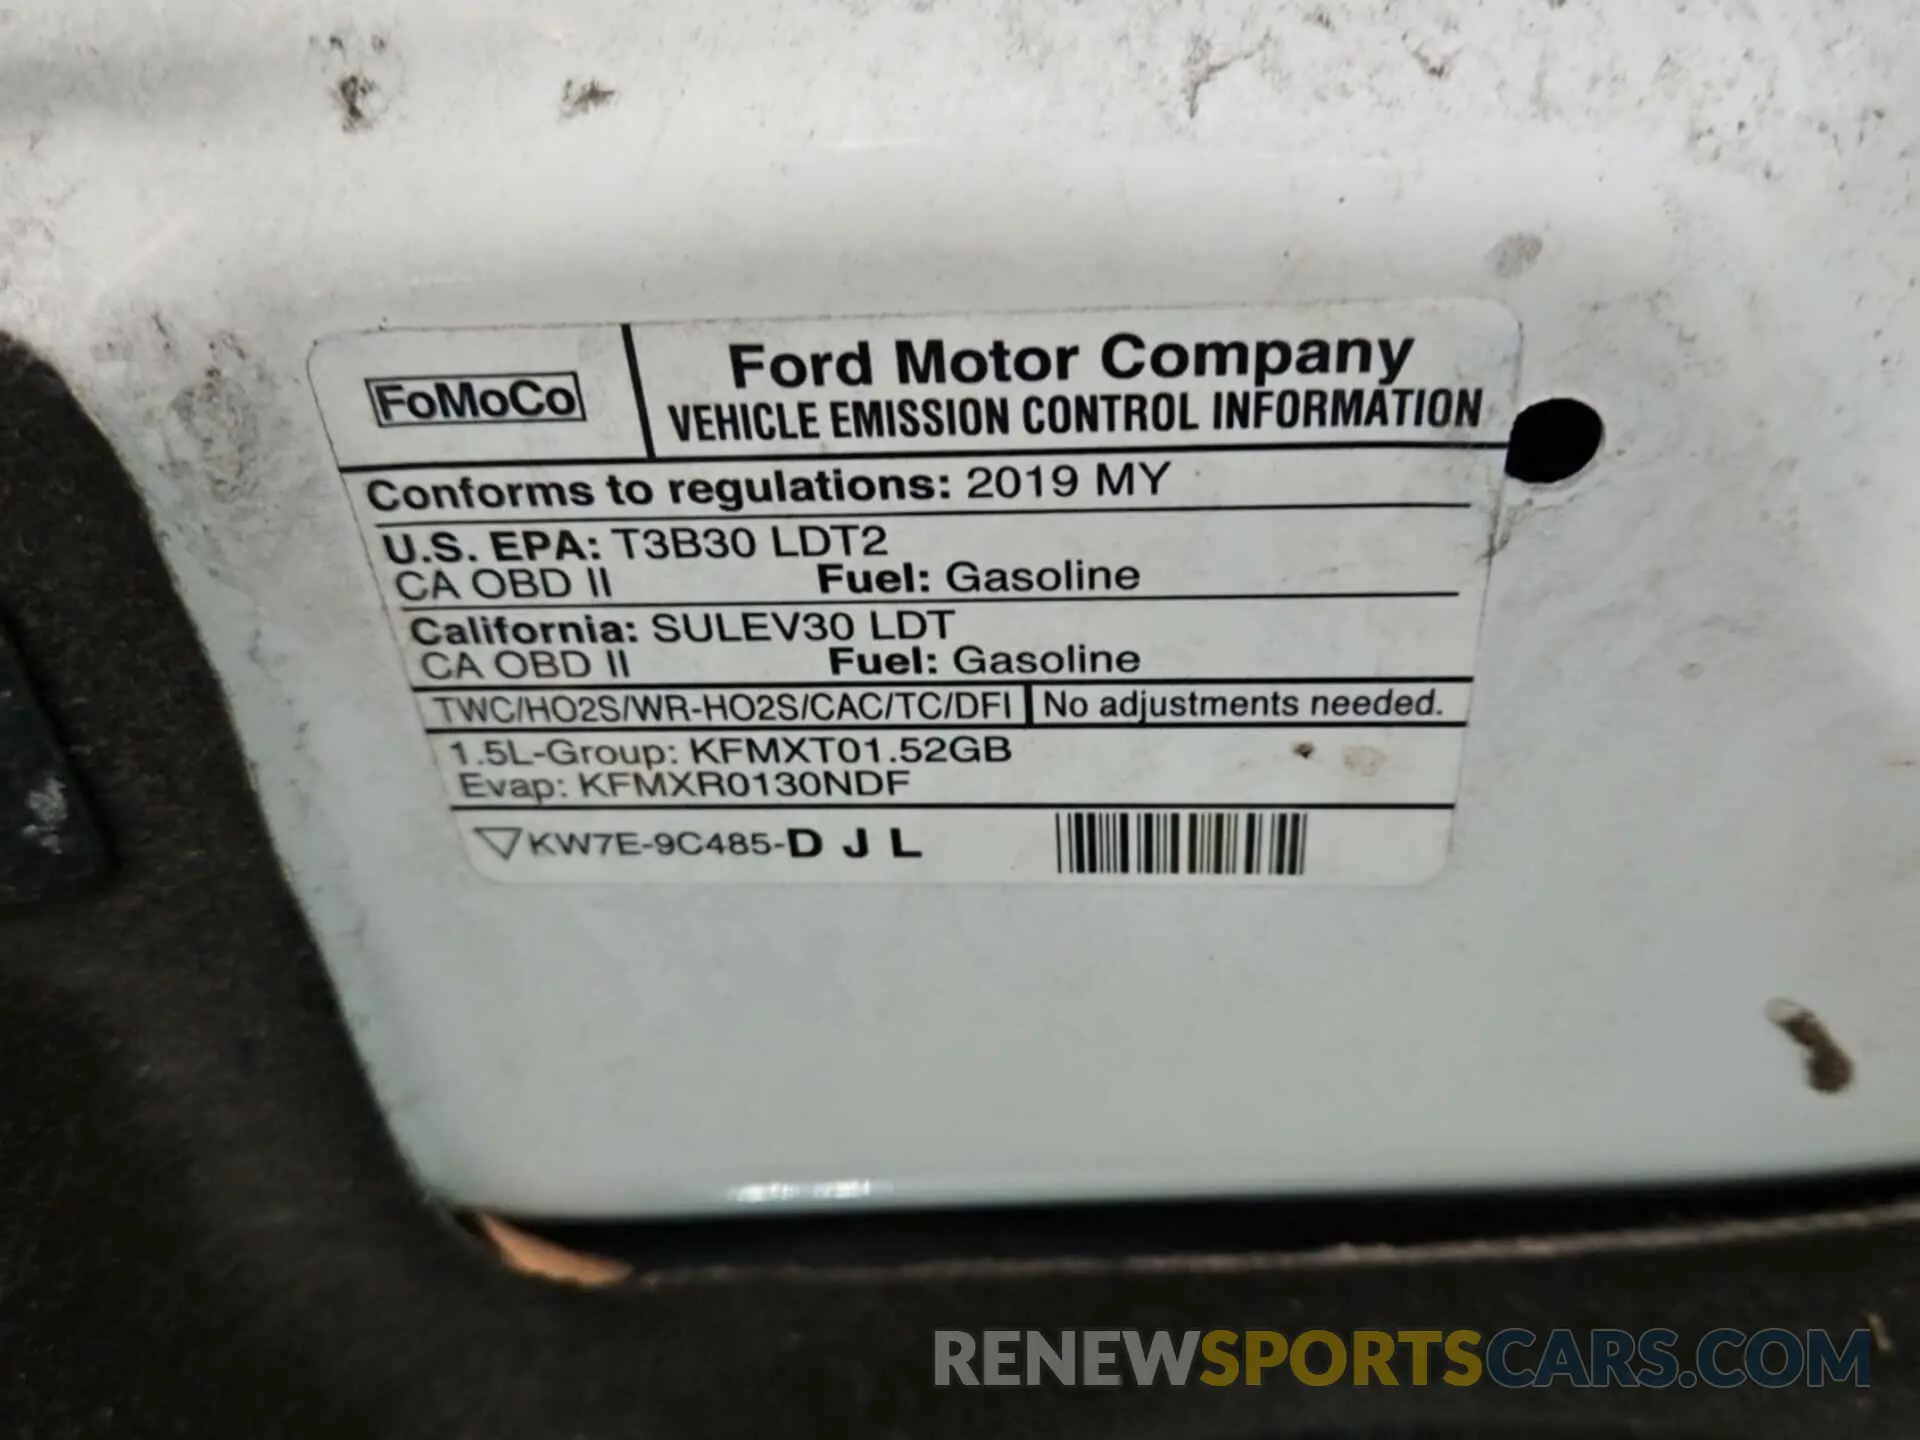 FoMoCo
Ford Motor Company
VEHICLE EMISSION CONTROL INFORMATION
Conforms to regulations: 2019 MY
U.S. EPA: T3B30 LDT2
CA OBD II Fuel: Gasoline
California: SULEV30 LDT
CA OBD II Fuel: Gasoline
TWC/HO2S/WR-HO2S/CAC/TC/DFI No adjustments needed.
1.5L-Group: KFMXT01.52GB
Evap: KFMXR0130NDF
▽KW7E-9C485-D J L
RENEWSPORTSCARS.COM